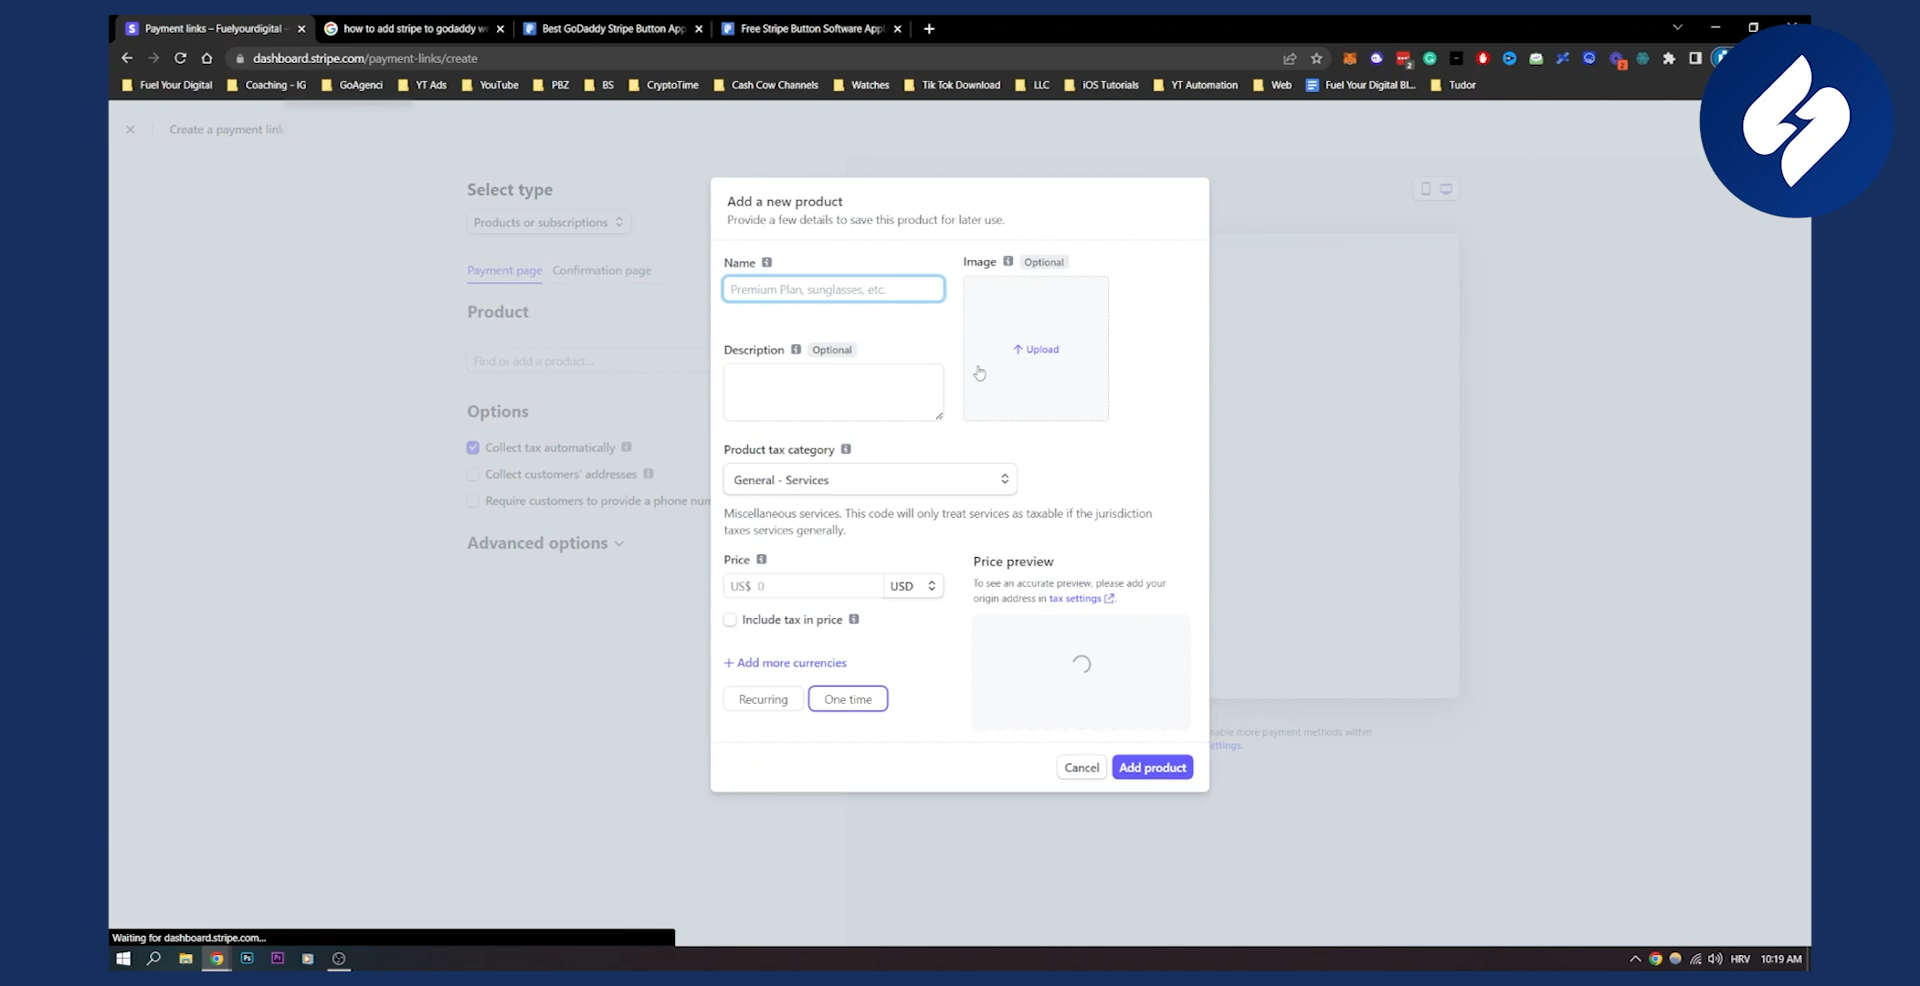 Payment links – Fuelyourdigital –
how to add stripe to godaddy we
Best GoDaddy Stripe Button App
Free Stripe Button Software Appl
dashboard.stripe.com/payment-links/create
Fuel Your Digital
Coaching - IG
GoAgenci
YT Ads
YouTube
PBZ
BS
CryptoTime
Cash Cow Channels
Watches
Tik Tok Download
LLC
iOS Tutorials
YT Automation
Web
Fuel Your Digital Bl...
Tudor
Create a payment link
Select type
Products or subscriptions
Payment page
Confirmation page
Product
Find or add a product...
Options
Collect tax automatically
Collect customers' addresses
Require customers to provide a phone num
Advanced options
Add a new product
Provide a few details to save this product for later use.
Name
Premium Plan, sunglasses, etc.
Image
Optional
Upload
Description
Optional
Product tax category
General - Services
Miscellaneous services. This code will only treat services as taxable if the jurisdiction
taxes services generally.
Price
US$ 0
USD
Include tax in price
+ Add more currencies
Recurring
One time
Price preview
To see an accurate preview, please add your
origin address in tax settings.
Cancel
Add product
nable more payment methods within
ettings.
Waiting for dashboard.stripe.com...
HRV
10:19 AM